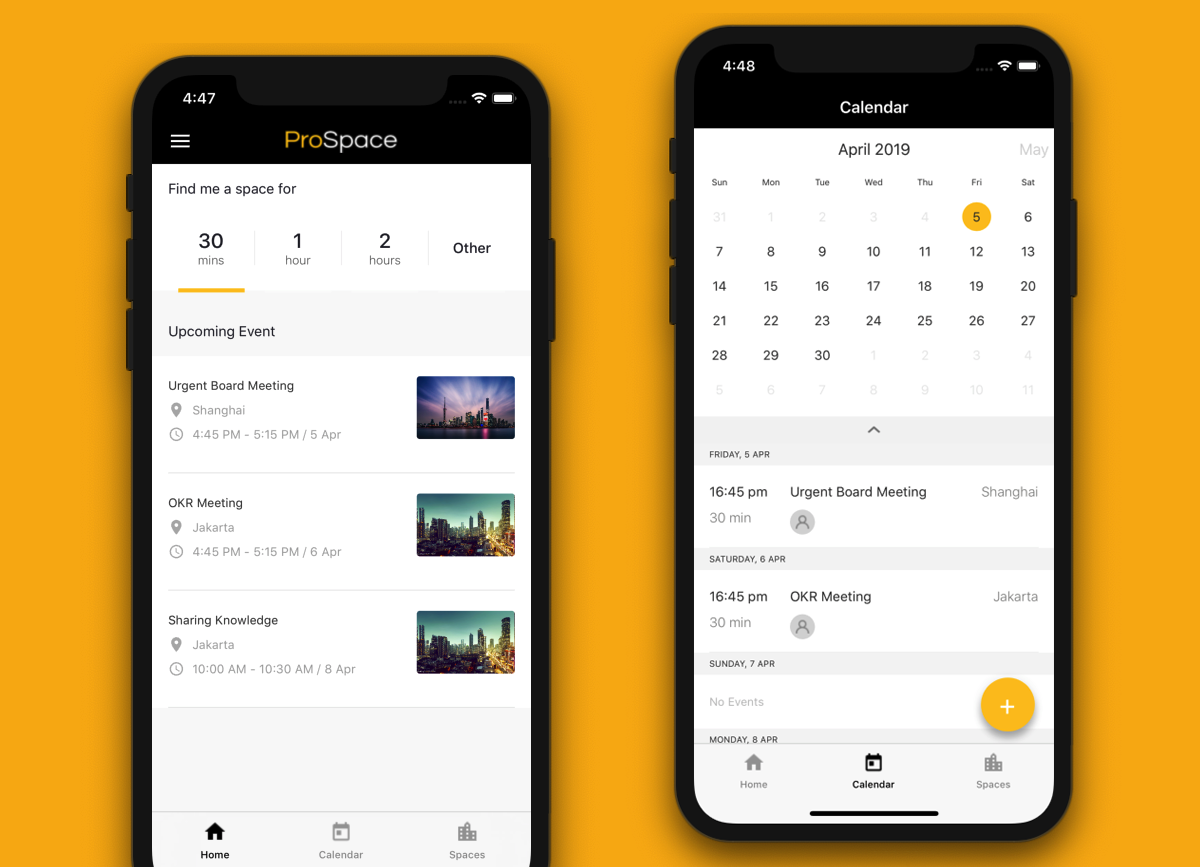 4:47
ProSpace
Find me a space for
30 1 2 Other
mins hour hours
Upcoming Event
Urgent Board Meeting
Shanghai
4:45 PM - 5:15 PM / 5 Apr
OKR Meeting
Jakarta
4:45 PM - 5:15 PM / 6 Apr
Sharing Knowledge
Jakarta
10:00 AM - 10:30 AM / 8 Apr
Home Calendar Spaces
4:48
Calendar
April 2019 May
Sun Mon Tue Wed Thu Fri Sat
31 1 2 3 4 5 6
7 8 9 10 11 12 13
14 15 16 17 18 19 20
21 22 23 24 25 26 27
28 29 30 1 2 3 4
5 6 7 8 9 10 11
FRIDAY, 5 APR
16:45 pm Urgent Board Meeting Shanghai
30 min
SATURDAY, 6 APR
16:45 pm OKR Meeting Jakarta
30 min
SUNDAY, 7 APR
No Events
MONDAY, 8 APR
Home Calendar Spaces